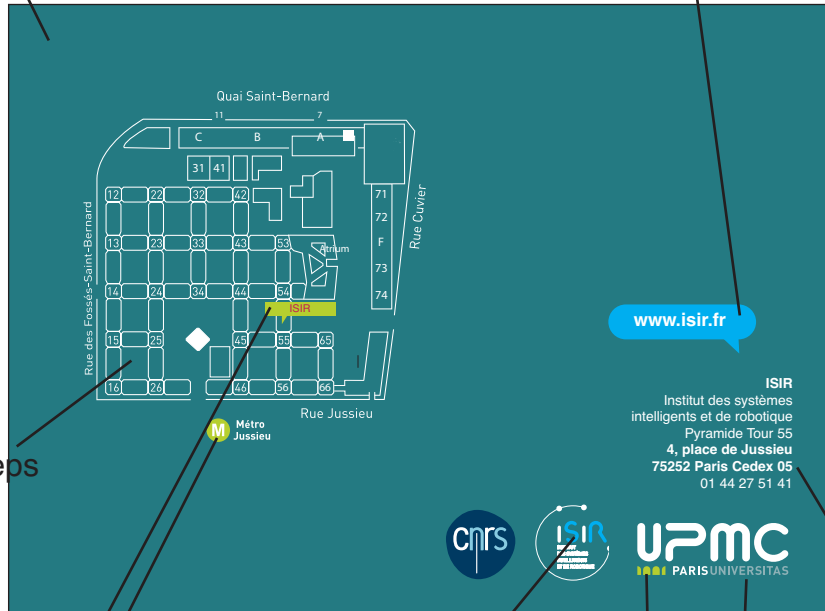 Quai Saint-Bernard
11 7
C B A
31 41
12 22 32 42
71
72
F
73
74
Rue Cuvier
Rue des Fossés-Saint-Bernard
13 23 33 43 53
Atrium
14 24 34 44 54
ISIR
15 25 45 55 65
16 26 46 56 66
Rue Jussieu
M Métro
Jussieu
eps
www.isir.fr
ISIR
Institut des systèmes
intelligents et de robotique
Pyramide Tour 55
4, place de Jussieu
75252 Paris Cedex 05
01 44 27 51 41
cnrs
ISIR
UPMC
PARISUNIVERSITAS